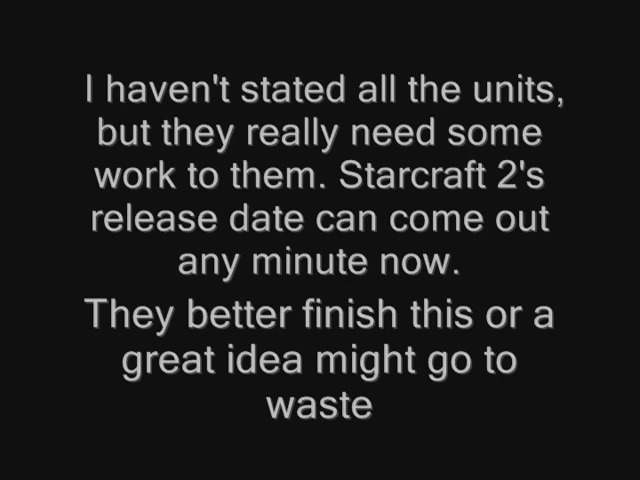 I haven't stated all the units,
but they really need some
work to them. Starcraft 2's
release date can come out
any minute now.
They better finish this or a
great idea might go to
waste